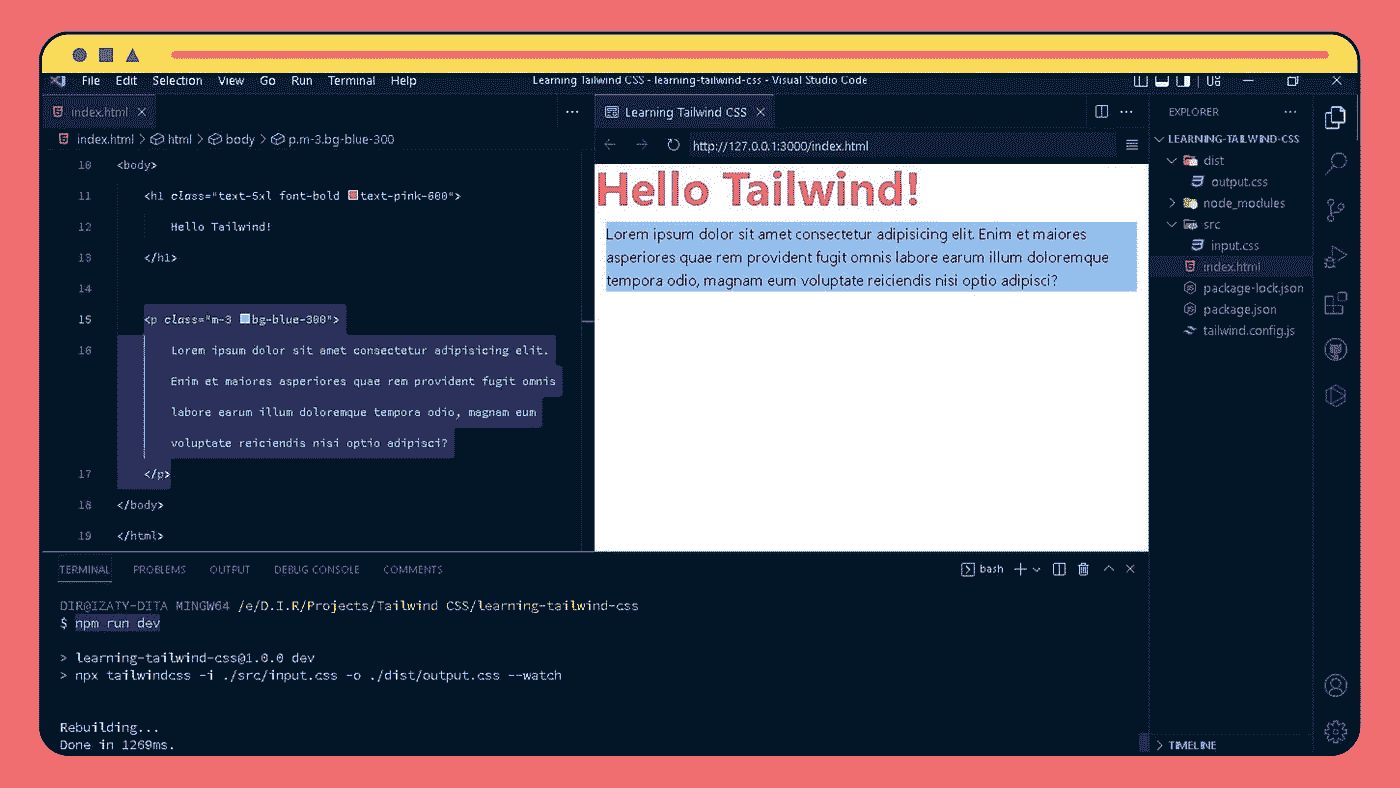 File Edit Selection View Go Run Terminal Help
Learning Tailwind CSS - learning-tailwind-css - Visual Studio Code
index.html
index.html > html > body > p.m-3.bg-blue-300
10 <body>
11 <h1 class="text-5xl font-bold text-pink-600">
12 Hello Tailwind!
13 </h1>
14
15 <p class="m-3 bg-blue-300">
16 Lorem ipsum dolor sit amet consectetur adipisicing elit.
Enim et maiores asperiores quae rem provident fugit omnis
labore earum illum doloremque tempora odio, magnam eum
voluptate reiciendis nisi optio adipisci?
17 </p>
18 </body>
19 </html>
Learning Tailwind CSS
http://127.0.0.1:3000/index.html
Hello Tailwind!
Lorem ipsum dolor sit amet consectetur adipisicing elit. Enim et maiores
asperiores quae rem provident fugit omnis labore earum illum doloremque
tempora odio, magnam eum voluptate reiciendis nisi optio adipisci?
EXPLORER
LEARNING-TAILWIND-CSS
dist
output.css
node_modules
src
input.css
index.html
package-lock.json
package.json
tailwind.config.js
TIMELINE
TERMINAL PROBLEMS OUTPUT DEBUG CONSOLE COMMENTS
bash
DIR@IZATY-DITA MINGW64 /e/D.I.R/Projects/Tailwind CSS/learning-tailwind-css
$ npm run dev
> learning-tailwind-css@1.0.0 dev
> npx tailwindcss -i ./src/input.css -o ./dist/output.css --watch
Rebuilding...
Done in 1269ms.